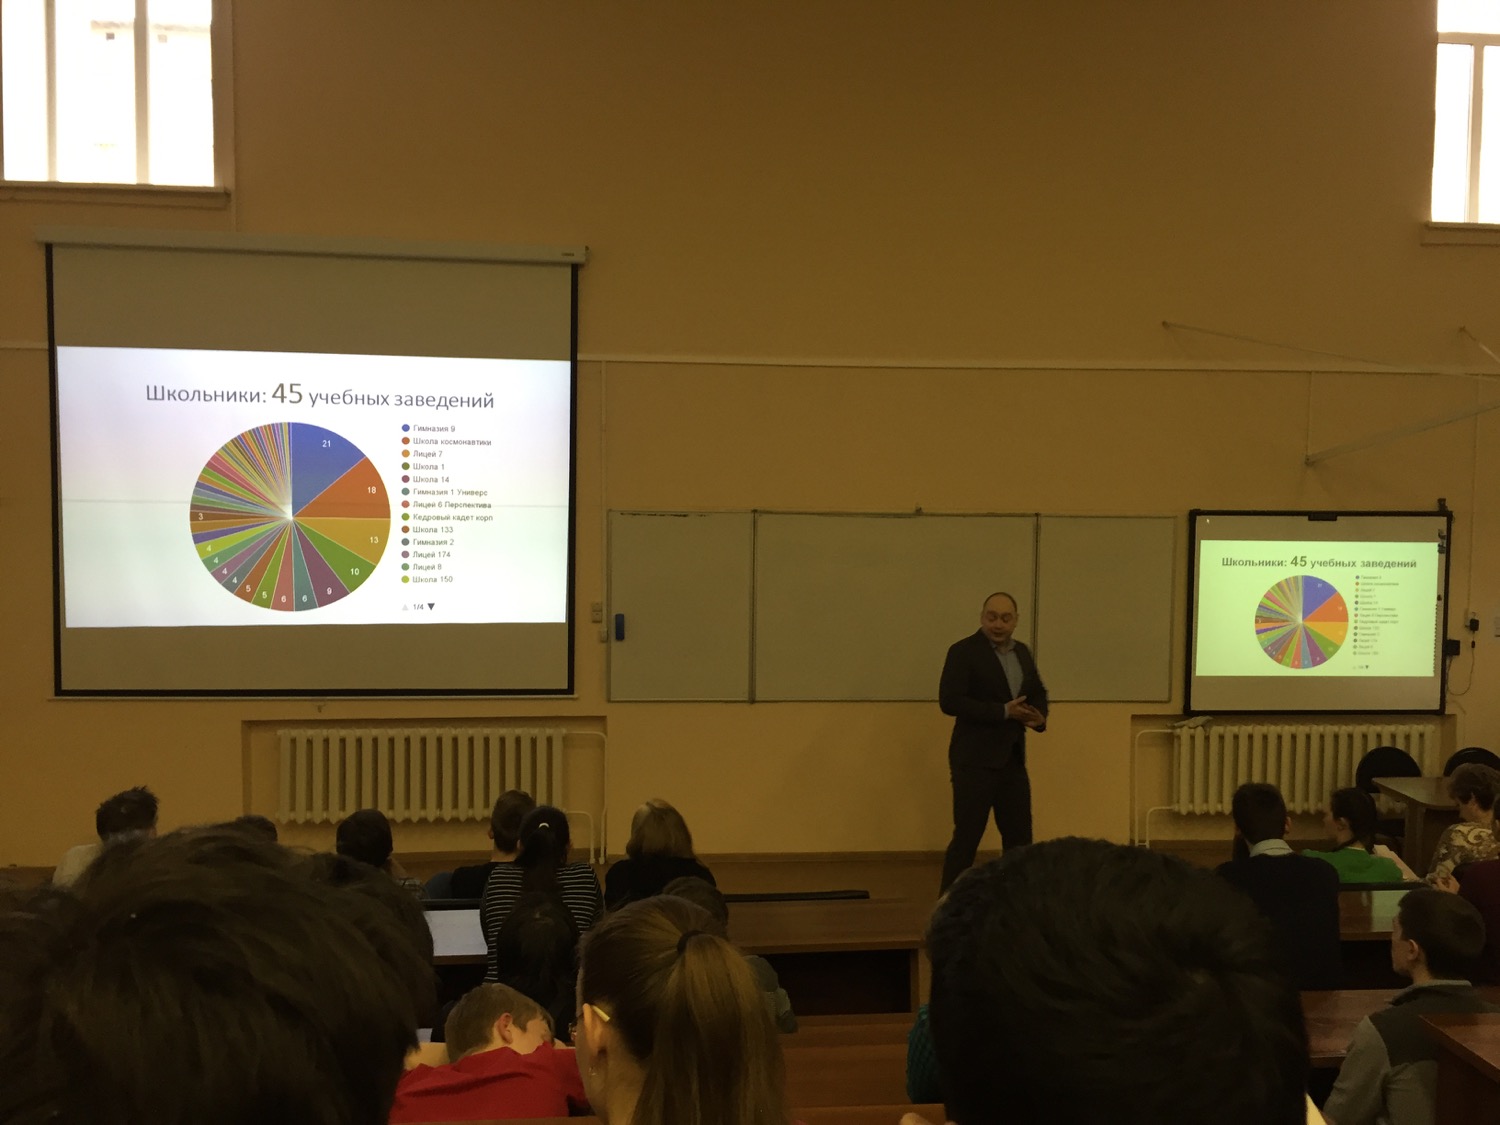 Школьники: 45 учебных заведений
21
18
13
10
9
6
6
5
5
4
4
4
4
3
Гимназия 9
Школа космонавтики
Лицей 7
Школа 1
Школа 14
Гимназия 1 Универс
Лицей 6 Перспектива
Кедровый кадет корп
Школа 133
Гимназия 2
Лицей 174
Лицей 8
Школа 150
1/4
Школьники: 45 учебных заведений